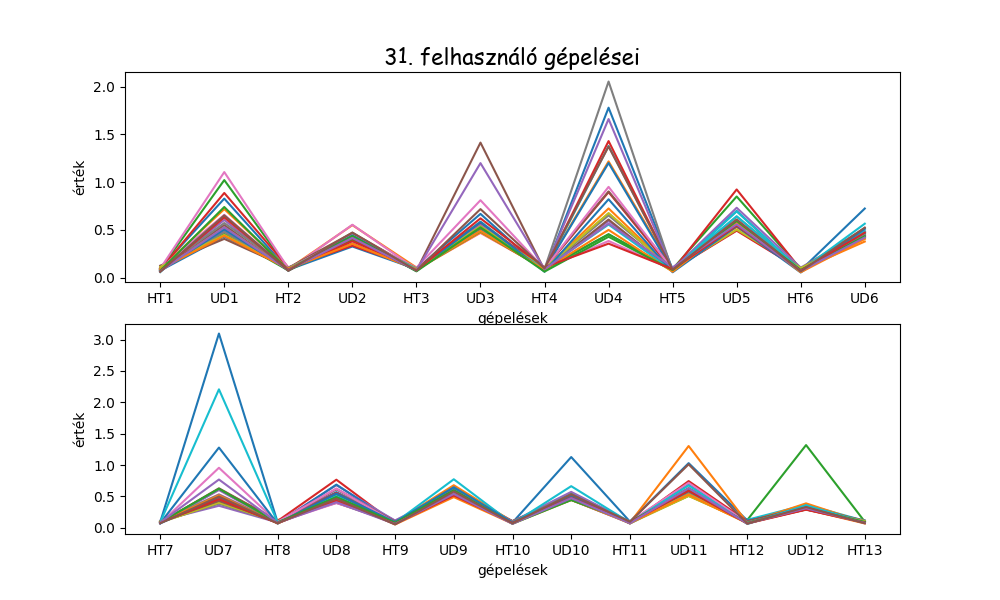 31. felhasználó gépelései
2.0
1.5
1.0
0.5
0.0
érték
HT1 UD1 HT2 UD2 HT3 UD3 HT4 UD4 HT5 UD5 HT6 UD6
gépelések
3.0
2.5
2.0
1.5
1.0
0.5
0.0
érték
HT7 UD7 HT8 UD8 HT9 UD9 HT10 UD10 HT11 UD11 HT12 UD12 HT13
gépelések